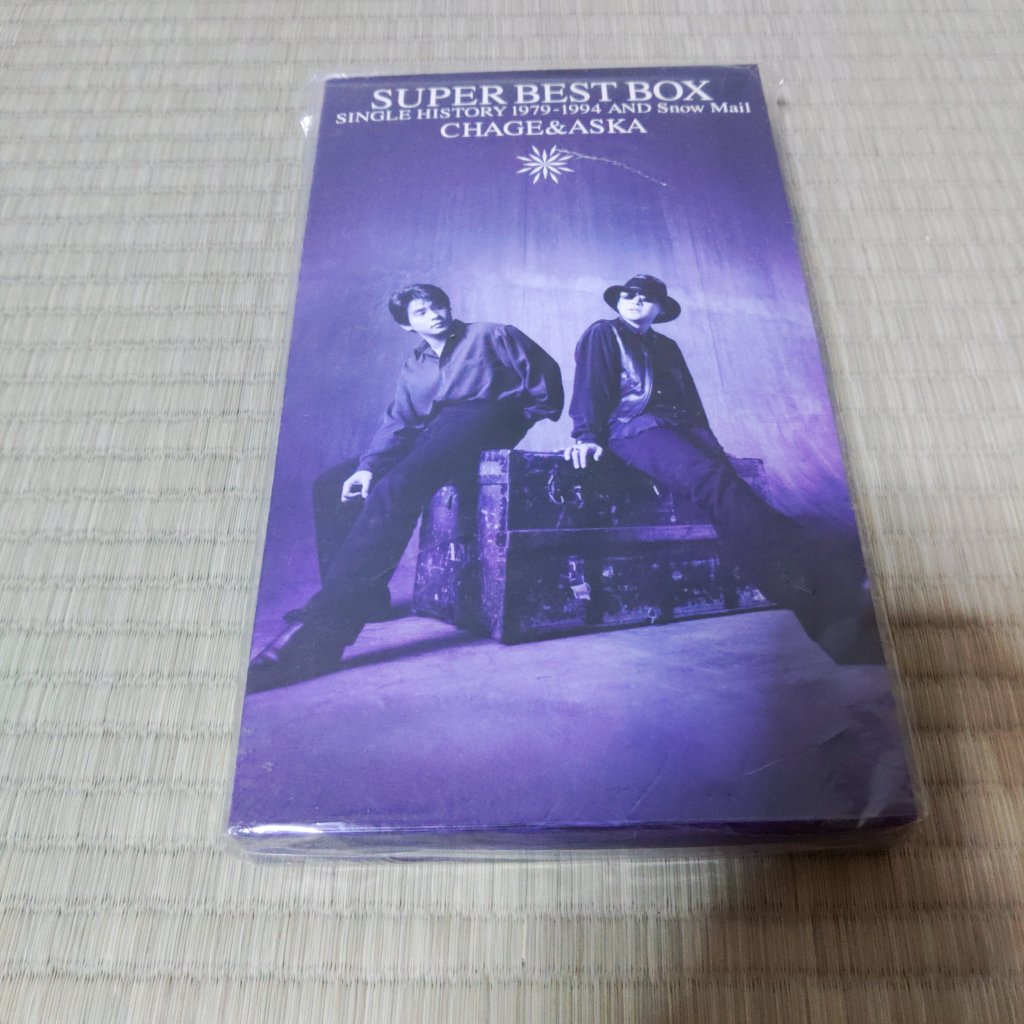 SUPER BEST BOX
SINGLE HISTORY 1979-1994 AND Snow Mail
CHAGE&ASKA